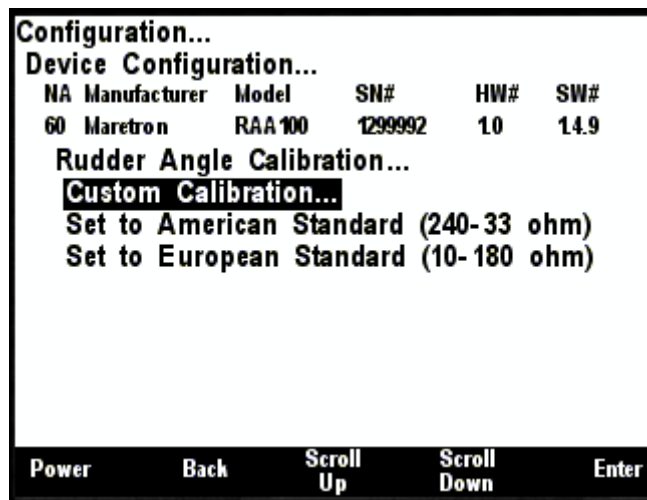 Configuration...
Device Configuration...
NA Manufacturer Model SN# HW# SW#
60 Maretron RAA100 1299992 1.0 1.4.9
Rudder Angle Calibration...
Custom Calibration...
Set to American Standard (240-33 ohm)
Set to European Standard (10-180 ohm)
Power Back Scroll Up Scroll Down Enter